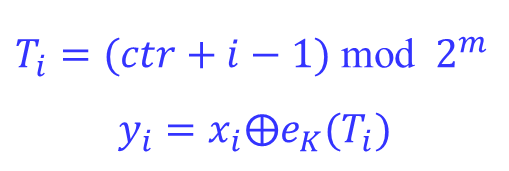 Tᵢ = (ctr + i − 1) mod 2ᵐ
yᵢ = xᵢ⊕e_K(Tᵢ)